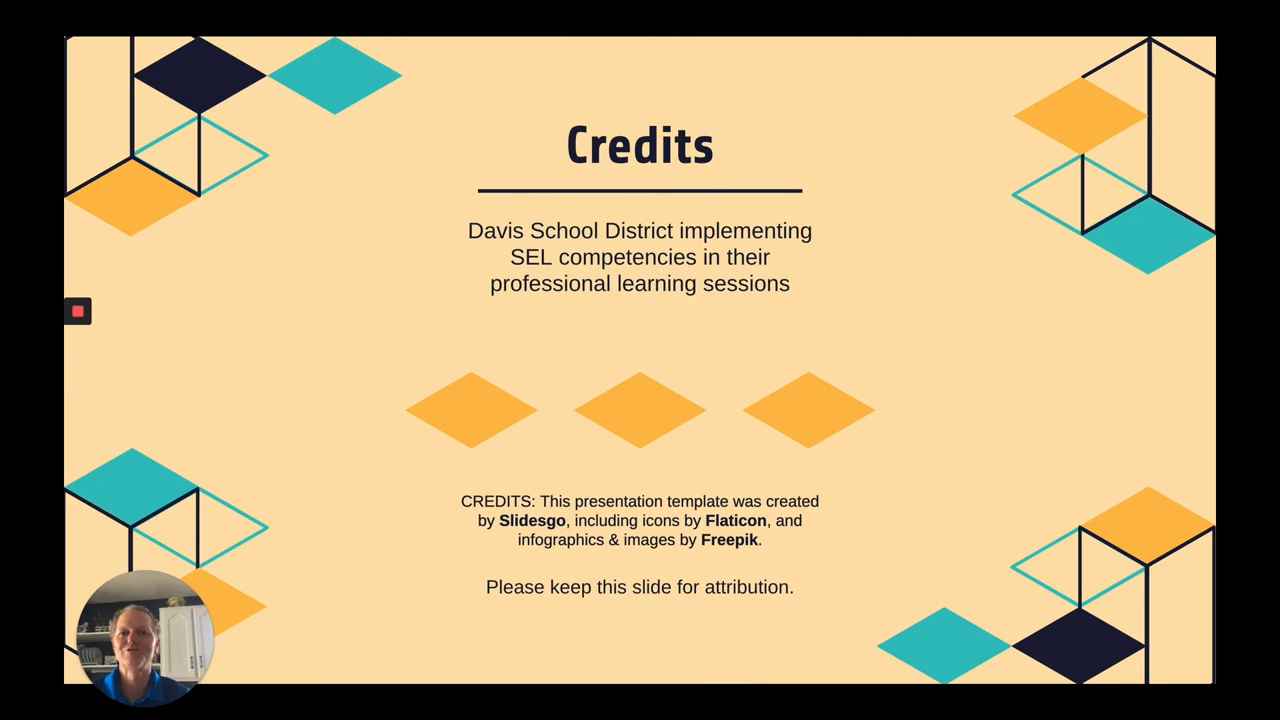 Credits
Davis School District implementing
SEL competencies in their
professional learning sessions
CREDITS: This presentation template was created
by Slidesgo, including icons by Flaticon, and
infographics & images by Freepik.
Please keep this slide for attribution.